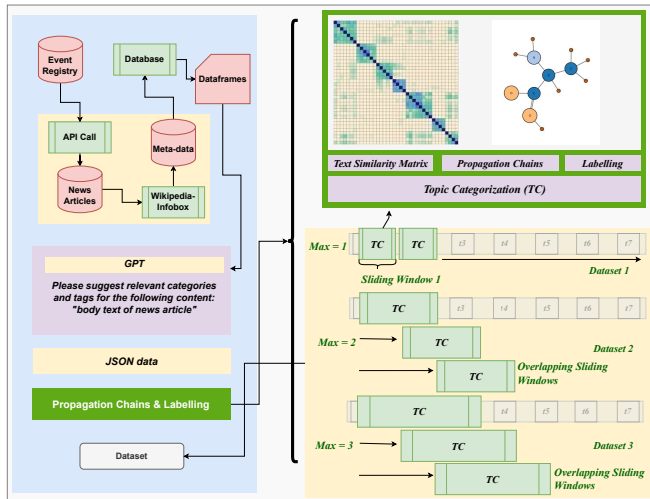 Event
Registry
Database
Dataframes
API Call
Meta-data
News
Articles
Wikipedia-
Infobox
GPT
Please suggest relevant categories
and tags for the following content:
"body text of news article"
JSON data
Propagation Chains & Labelling
Dataset
Text Similarity Matrix
Propagation Chains
Labelling
Topic Categorization (TC)
Max = 1
TC
TC
t3
t4
t5
t6
t7
Sliding Window 1
Dataset 1
TC
t3
t4
t5
t6
t7
Max = 2
TC
Dataset 2
TC
Overlapping Sliding
Windows
TC
t4
t5
t6
t7
Max = 3
TC
Dataset 3
TC
Overlapping Sliding
Windows